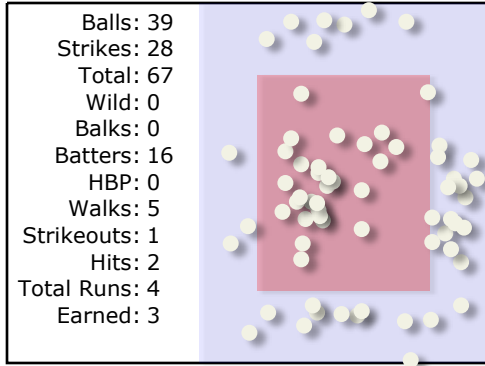 Balls: 39
Strikes: 28
Total: 67
Wild: 0
Balks: 0
Batters: 16
HBP: 0
Walks: 5
Strikeouts: 1
Hits: 2
Total Runs: 4
Earned: 3